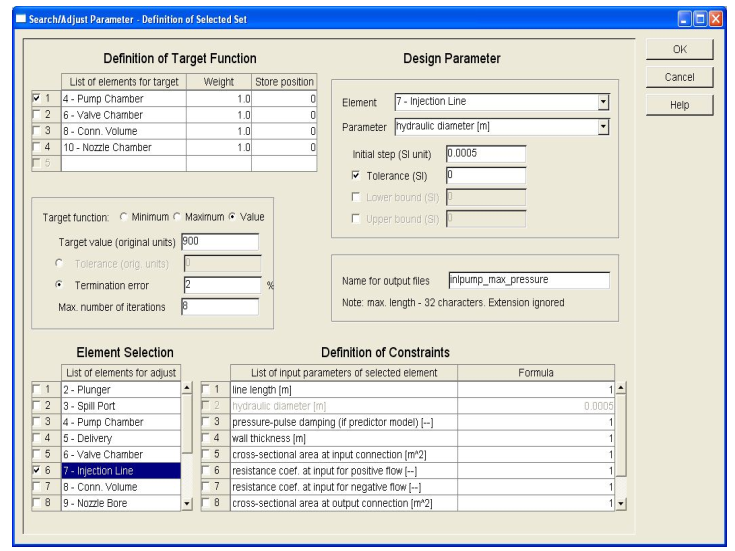 Search/Adjust Parameter - Definition of Selected Set
OK
Cancel
Help
Definition of Target Function
List of elements for target Weight Store position
1 4 - Pump Chamber 1.0 0
2 6 - Valve Chamber 1.0 0
3 8 - Conn. Volume 1.0 0
4 10 - Nozzle Chamber 1.0 0
5
Design Parameter
Element 7 - Injection Line
Parameter hydraulic diameter [m]
Initial step (SI unit) 0.0005
Tolerance (SI) 0
Lower bound (SI) 0
Upper bound (SI) 0
Target function: Minimum Maximum Value
Target value (original units) 900
Tolerance (orig. units) 0
Termination error 2 %
Max. number of iterations 8
Name for output files inlpump_max_pressure
Note: max. length - 32 characters. Extension ignored
Element Selection
List of elements for adjust
1 2 - Plunger
2 3 - Spill Port
3 4 - Pump Chamber
4 5 - Delivery
5 6 - Valve Chamber
6 7 - Injection Line
7 8 - Conn. Volume
8 9 - Nozzle Bore
Definition of Constraints
List of input parameters of selected element Formula
1 line length [m] 1
2 hydraulic diameter [m] 0.0005
3 pressure-pulse damping (if predictor model) [--] 1
4 wall thickness [m] 1
5 cross-sectional area at input connection [m^2] 1
6 resistance coef. at input for positive flow [--] 1
7 resistance coef. at input for negative flow [--] 1
8 cross-sectional area at output connection [m^2] 1